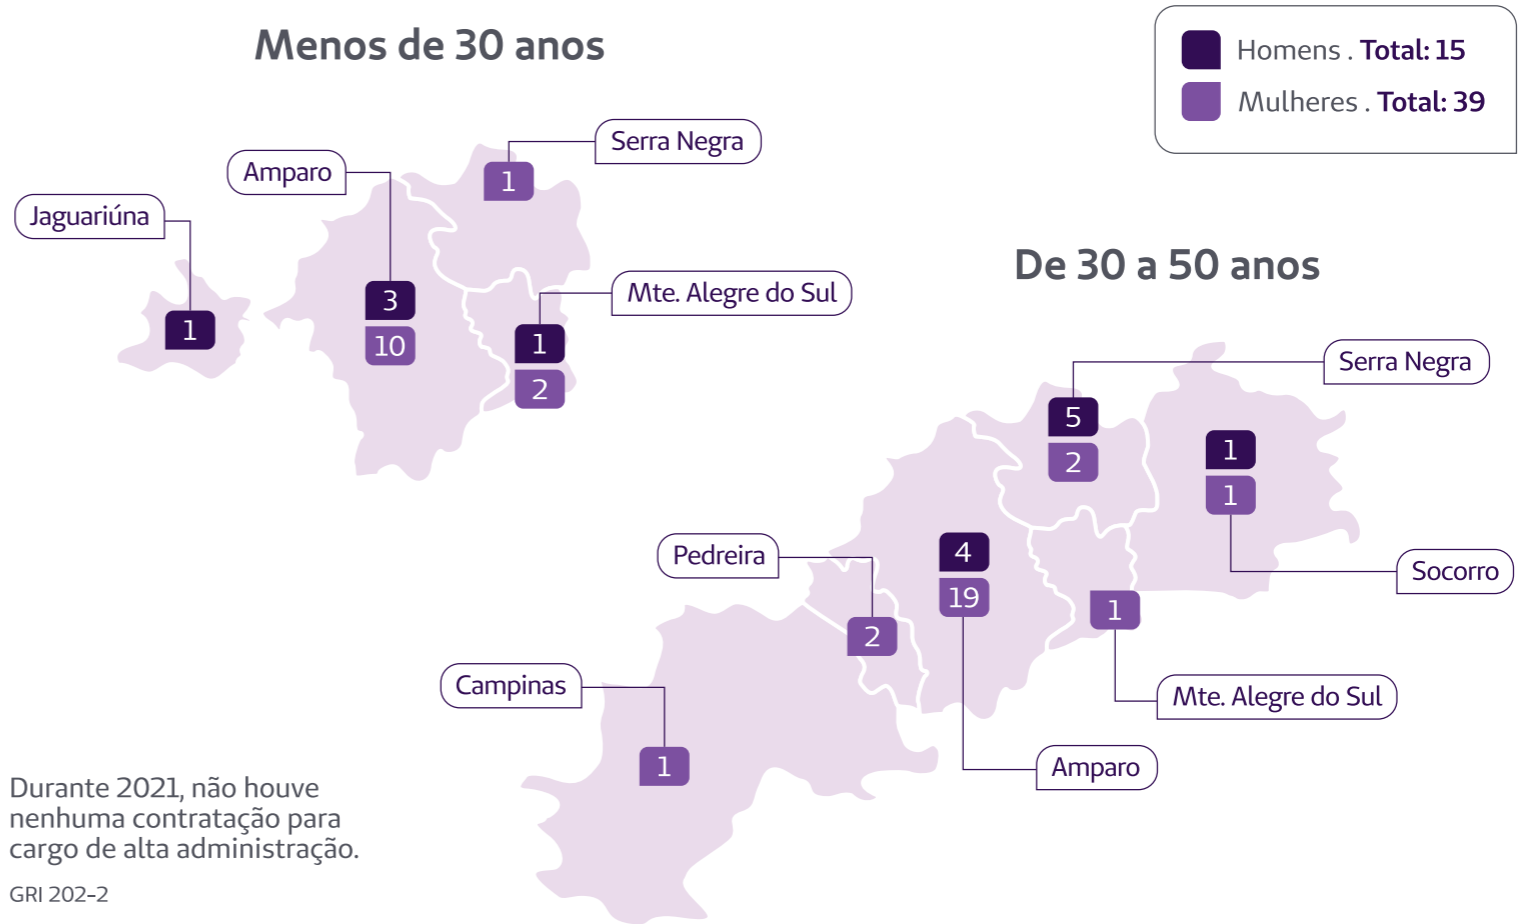 Menos de 30 anos
Homens . Total: 15
Mulheres . Total: 39
Serra Negra
1
Amparo
3
10
Jaguariúna
1
Mte. Alegre do Sul
1
2
De 30 a 50 anos
Serra Negra
5
2
1
1
Socorro
Pedreira
2
4
19
Amparo
1
Mte. Alegre do Sul
Campinas
1
Durante 2021, não houve
nenhuma contratação para
cargo de alta administração.
GRI 202-2